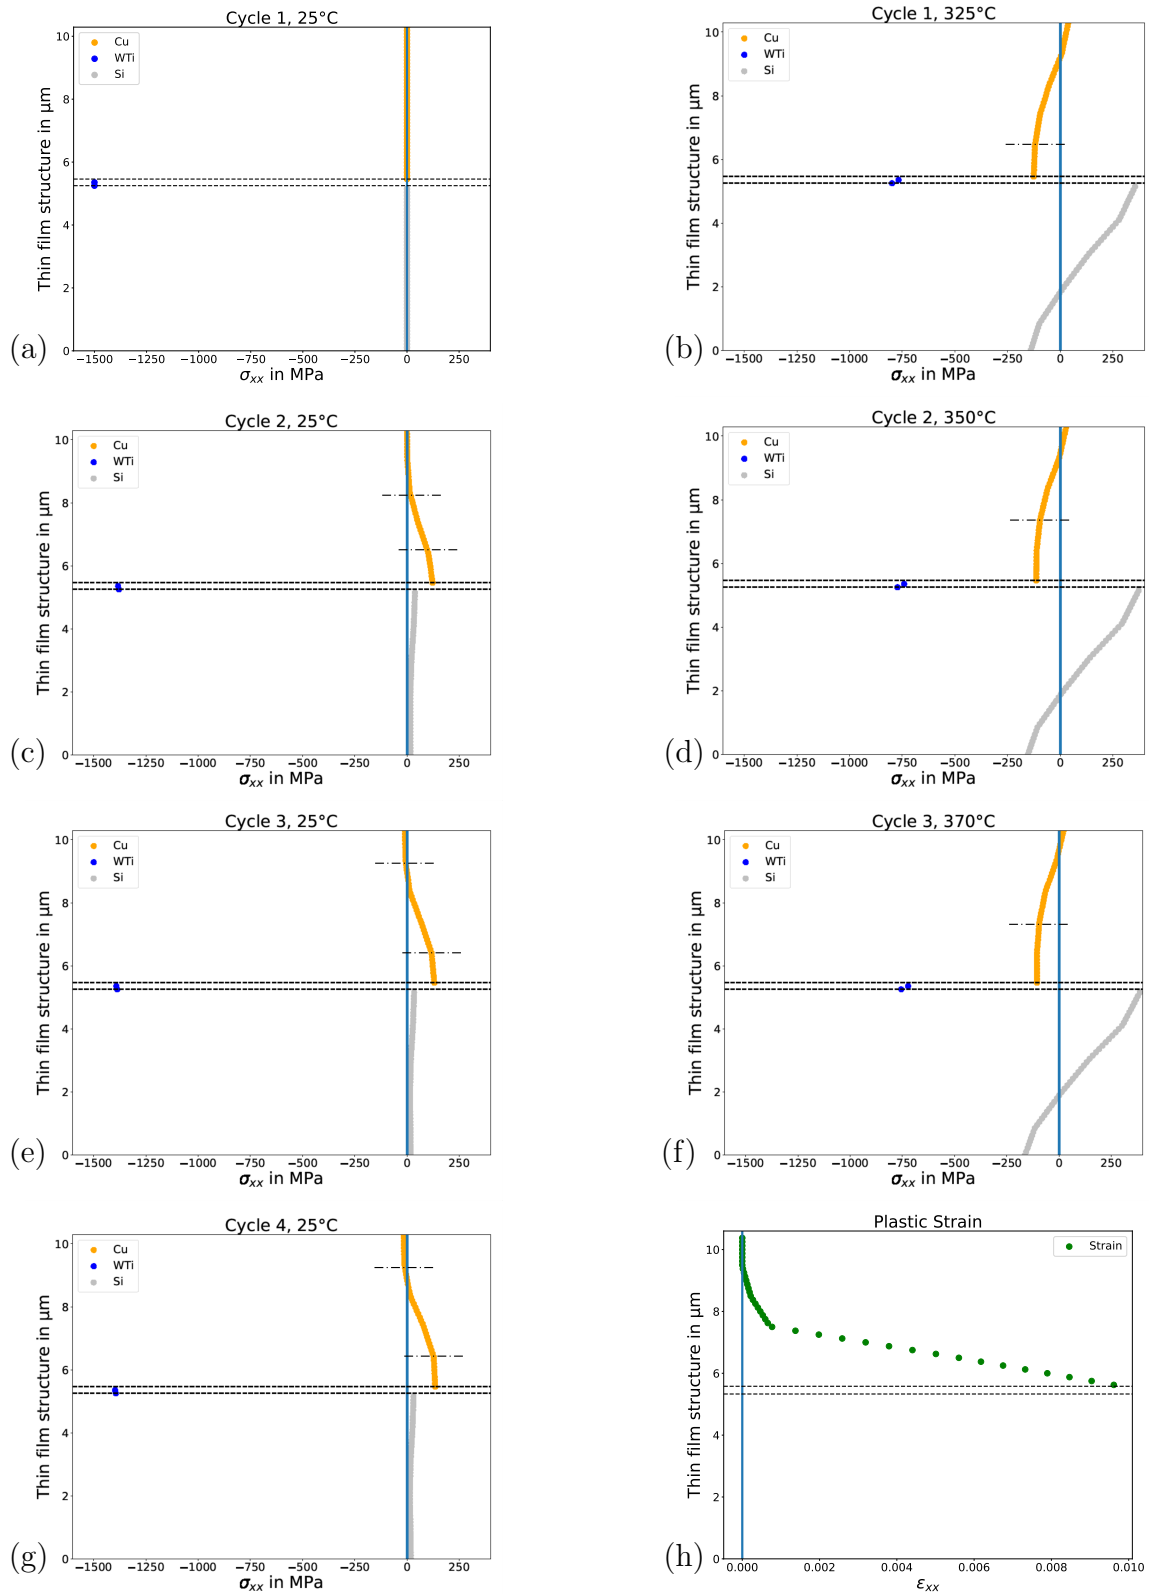 Cycle 1, 25°C
Cu
WTi
Si
Thin film structure in µm
10
8
6
4
2
0
−1500 −1250 −1000 −750 −500 −250 0 250
σxx in MPa
(a)
Cycle 1, 325°C
Cu
WTi
Si
Thin film structure in µm
10
8
6
4
2
0
−1500 −1250 −1000 −750 −500 −250 0 250
σxx in MPa
(b)
Cycle 2, 25°C
Cu
WTi
Si
Thin film structure in µm
10
8
6
4
2
0
−1500 −1250 −1000 −750 −500 −250 0 250
σxx in MPa
(c)
Cycle 2, 350°C
Cu
WTi
Si
Thin film structure in µm
10
8
6
4
2
0
−1500 −1250 −1000 −750 −500 −250 0 250
σxx in MPa
(d)
Cycle 3, 25°C
Cu
WTi
Si
Thin film structure in µm
10
8
6
4
2
0
−1500 −1250 −1000 −750 −500 −250 0 250
σxx in MPa
(e)
Cycle 3, 370°C
Cu
WTi
Si
Thin film structure in µm
10
8
6
4
2
0
−1500 −1250 −1000 −750 −500 −250 0 250
σxx in MPa
(f)
Cycle 4, 25°C
Cu
WTi
Si
Thin film structure in µm
10
8
6
4
2
0
−1500 −1250 −1000 −750 −500 −250 0 250
σxx in MPa
(g)
Plastic Strain
Strain
Thin film structure in µm
10
8
6
4
2
0
0.000 0.002 0.004 0.006 0.008 0.010
εxx
(h)